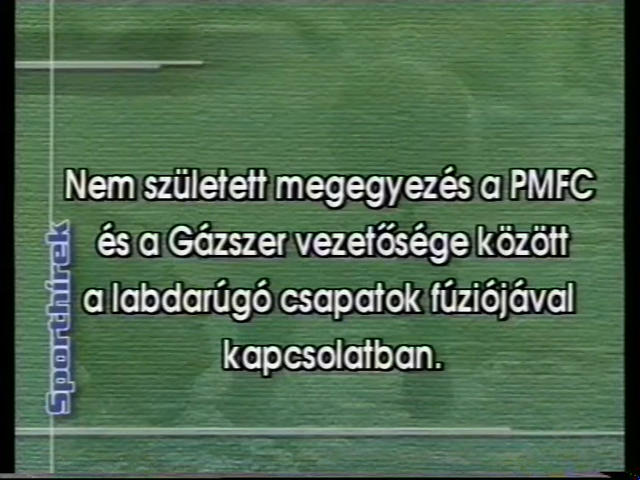 Nem született megegyezés a PMFC
és a Gázszer vezetősége között
a labdarúgó csapatok fúziójával
kapcsolatban.
Sporthírek